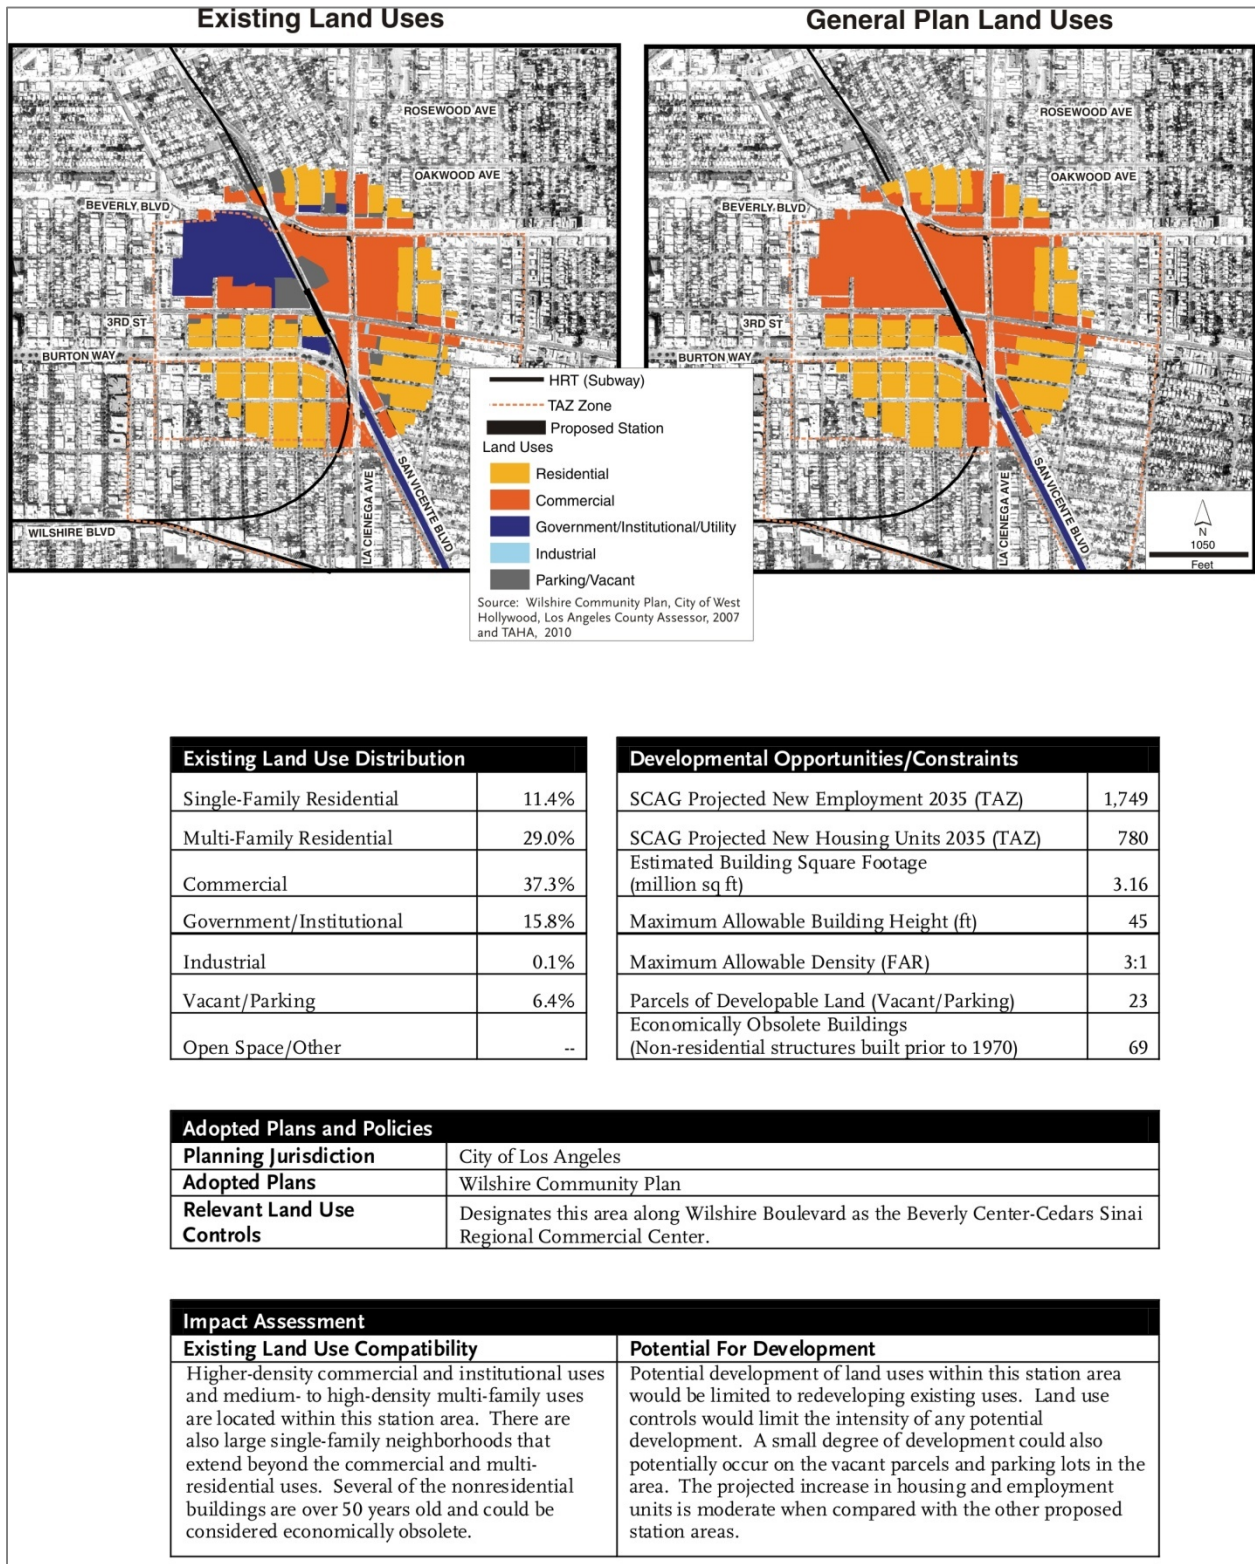 Existing Land Uses
General Plan Land Uses
ROSEWOOD AVE
OAKWOOD AVE
BEVERLY BLVD
3RD ST
BURTON WAY
WILSHIRE BLVD
LA CIENEGA AVE
SAN VICENTE BLVD
ROSEWOOD AVE
OAKWOOD AVE
BEVERLY BLVD
3RD ST
BURTON WAY
LA CIENEGA AVE
SAN VICENTE BLVD
N
1050
Feet
HRT (Subway)
TAZ Zone
Proposed Station
Land Uses
Residential
Commercial
Government/Institutional/Utility
Industrial
Parking/Vacant
Source: Wilshire Community Plan, City of West
Hollywood, Los Angeles County Assessor, 2007
and TAHA, 2010
Existing Land Use Distribution
Single-Family Residential 11.4%
Multi-Family Residential 29.0%
Commercial 37.3%
Government/Institutional 15.8%
Industrial 0.1%
Vacant/Parking 6.4%
Open Space/Other --
Developmental Opportunities/Constraints
SCAG Projected New Employment 2035 (TAZ) 1,749
SCAG Projected New Housing Units 2035 (TAZ) 780
Estimated Building Square Footage
(million sq ft) 3.16
Maximum Allowable Building Height (ft) 45
Maximum Allowable Density (FAR) 3:1
Parcels of Developable Land (Vacant/Parking) 23
Economically Obsolete Buildings
(Non-residential structures built prior to 1970) 69
Adopted Plans and Policies
Planning Jurisdiction City of Los Angeles
Adopted Plans Wilshire Community Plan
Relevant Land Use
Controls
Designates this area along Wilshire Boulevard as the Beverly Center-Cedars Sinai
Regional Commercial Center.
Impact Assessment
Existing Land Use Compatibility
Higher-density commercial and institutional uses
and medium- to high-density multi-family uses
are located within this station area. There are
also large single-family neighborhoods that
extend beyond the commercial and multi-
residential uses. Several of the nonresidential
buildings are over 50 years old and could be
considered economically obsolete.
Potential For Development
Potential development of land uses within this station area
would be limited to redeveloping existing uses. Land use
controls would limit the intensity of any potential
development. A small degree of development could also
potentially occur on the vacant parcels and parking lots in the
area. The projected increase in housing and employment
units is moderate when compared with the other proposed
station areas.